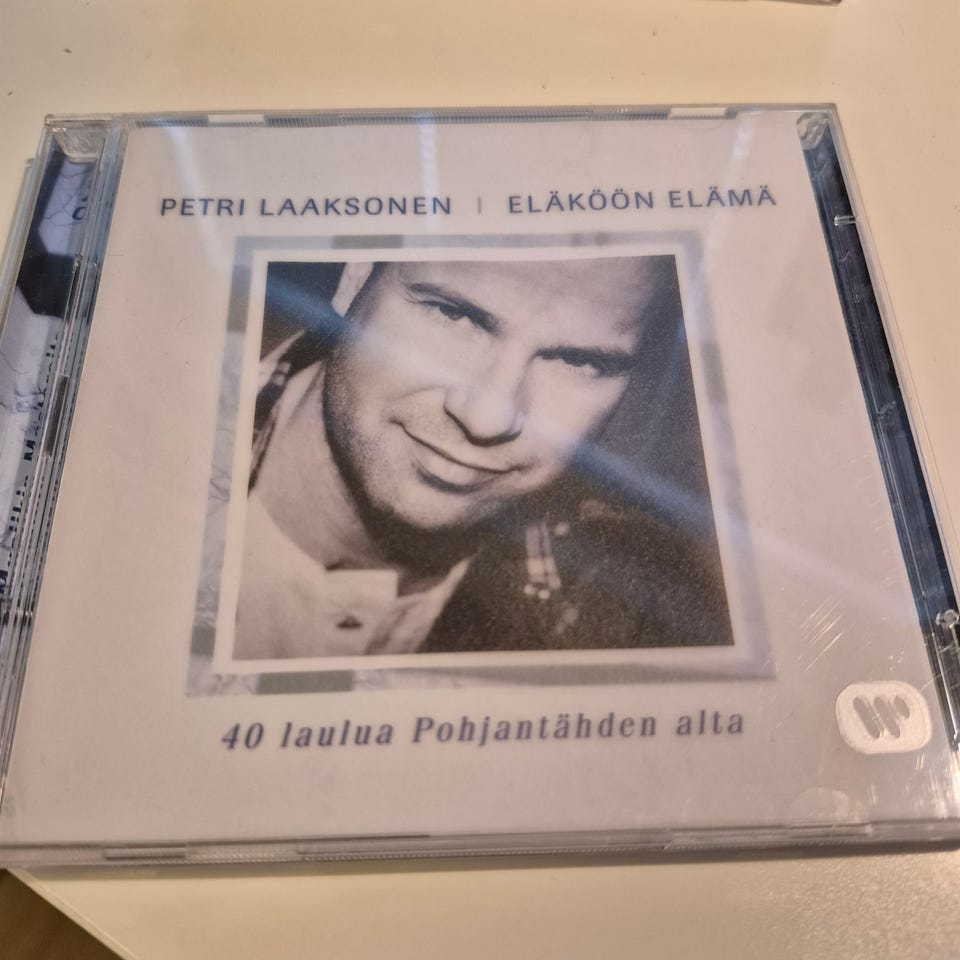 PETRI LAAKSONEN | ELÄKÖÖN ELÄMÄ
40 laulua Pohjantähden alta